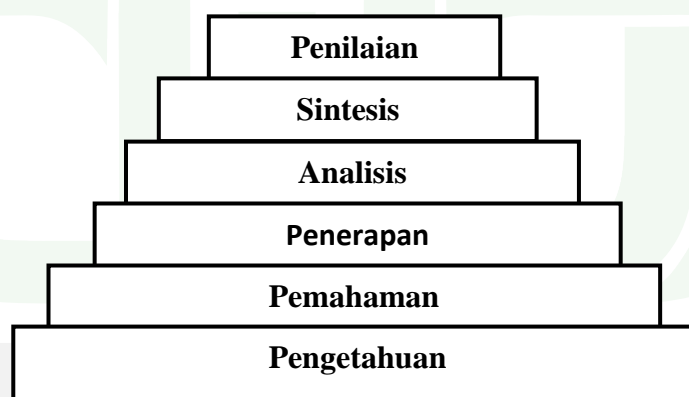 Penilaian
Sintesis
Analisis
Penerapan
Pemahaman
Pengetahuan